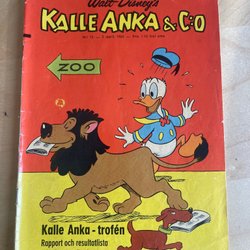 Walt Disney's
KALLE ANKA & C:O
ZOO
Kalle Anka - trofén
Rapport och resultatlista